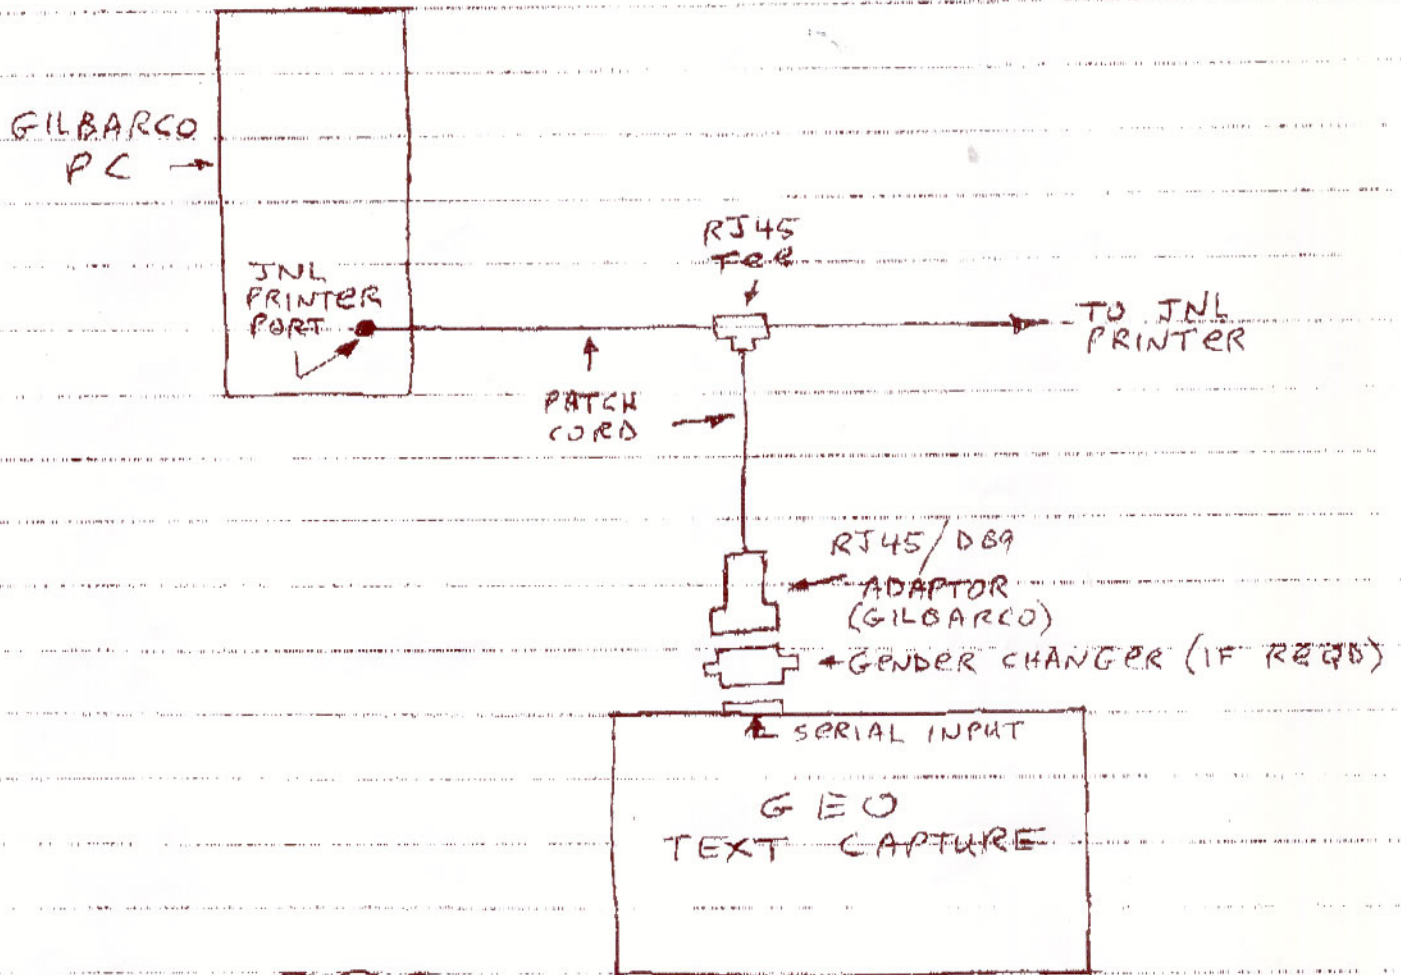 GILBARCO
PC
JNL
PRINTER
PORT
RJ45
Tee
TO JNL
PRINTER
PATCH
CORD
RJ45/DB9
ADAPTOR
(GILBARCO)
GENDER CHANGER (IF REQD)
SERIAL INPUT
GEO
TEXT CAPTURE